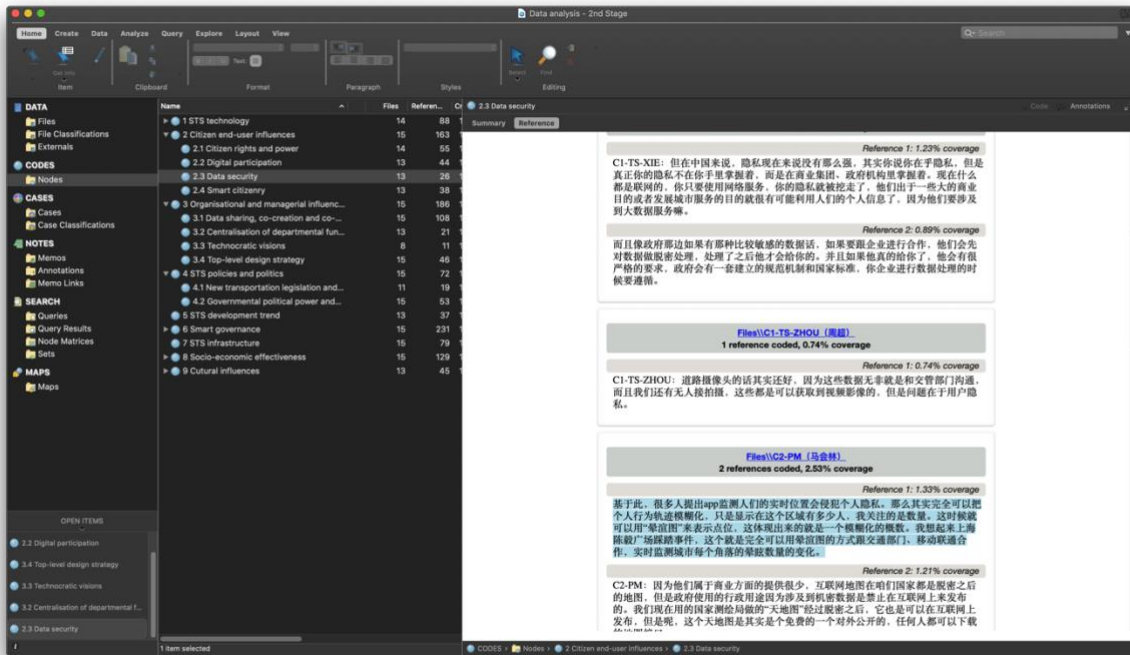 Data analysis - 2nd Stage
Home Create Data Analyze Query Explore Layout View
Search
Get Info
Text:
Select
Find
Item Clipboard Format Paragraph Styles Editing
DATA
Files
File Classifications
Externals
CODES
Nodes
CASES
Cases
Case Classifications
NOTES
Memos
Annotations
Memo Links
SEARCH
Queries
Query Results
Node Matrices
Sets
MAPS
Maps
OPEN ITEMS
2.2 Digital participation
3.4 Top-level design strategy
3.3 Technocratic visions
3.2 Centralisation of departmental f...
2.3 Data security
Name Files Referen... Cr
1 STS technology 14 88
2 Citizen end-user influences 15 163
2.1 Citizen rights and power 14 55
2.2 Digital participation 13 44
2.3 Data security 13 26
2.4 Smart citizenry 13 38
3 Organisational and managerial influenc... 15 186
3.1 Data sharing, co-creation and co-... 15 108
3.2 Centralisation of departmental fun... 13 21
3.3 Technocratic visions 8 11
3.4 Top-level design strategy 15 46
4 STS policies and politics 15 72
4.1 New transportation legislation and... 11 19
4.2 Governmental political power and... 15 53
5 STS development trend 13 37
6 Smart governance 15 231
7 STS infrastructure 15 79
8 Socio-economic effectiveness 15 129
9 Cutural influences 13 45
1 item selected
2.3 Data security
Code Annotations
Summary Reference
Reference 1: 1.23% coverage
C1-TS-XIE：但在中国来说，隐私现在来说没有那么强，其实你说你在乎隐私，但是
真正你的隐私不在你手里掌握着，而是在商业集团、政府机构里掌握着。现在什么
都是联网的，你只要使用网络服务，你的隐私就被挖走了，他们出于一些大的商业
目的或者发展城市服务的目的就很有可能利用人们的个人信息了，因为他们要涉及
到大数据服务嘛。
Reference 2: 0.89% coverage
而且像政府那边如果有那种比较敏感的数据话，如果要跟企业进行合作，他们会先
对数据做脱密处理，处理了之后他才会给你的。并且如果他真的给你了，他会有很
严格的要求，政府会有一套建立的规范机制和国家标准，你企业进行数据处理的时
候要遵循。
Files\\C1-TS-ZHOU（周超）
1 reference coded, 0.74% coverage
Reference 1: 0.74% coverage
C1-TS-ZHOU：道路摄像头的话其实还好，因为这些数据无非就是和交管部门沟通，
而且我们还有无人接拍摄，这些都是可以获取到视频影像的，但是问题在于用户隐
私。
Files\\C2-PM（马会林）
2 references coded, 2.53% coverage
Reference 1: 1.33% coverage
基于此，很多人提出app监测人们的实时位置会侵犯个人隐私。那么其实完全可以把
个人行为轨迹模糊化，只是显示在这个区域有多少人，我关注的是数量。这时候就
可以用“晕渲图”来表示点位，这体现出来的就是一个模糊化的概数。我想起来上海
陈毅广场踩踏事件，这个就是完全可以用晕渲图的方式跟交通部门、移动联通合
作，实时监测城市每个角落的晕眩数量的变化。
Reference 2: 1.21% coverage
C2-PM：因为他们属于商业方面的提供很少，互联网地图在咱们国家都是脱密之后
的地图，但是政府使用的行政用途因为涉及到机密数据是禁止在互联网上来发布
的。我们现在用的国家测绘局做的“天地图”经过脱密之后，它也是可以在互联网上
发布，但是呢，这个天地图是其实是个免费的一个对外公开的，任何人都可以下载
CODES › Nodes › 2 Citizen end-user influences › 2.3 Data security